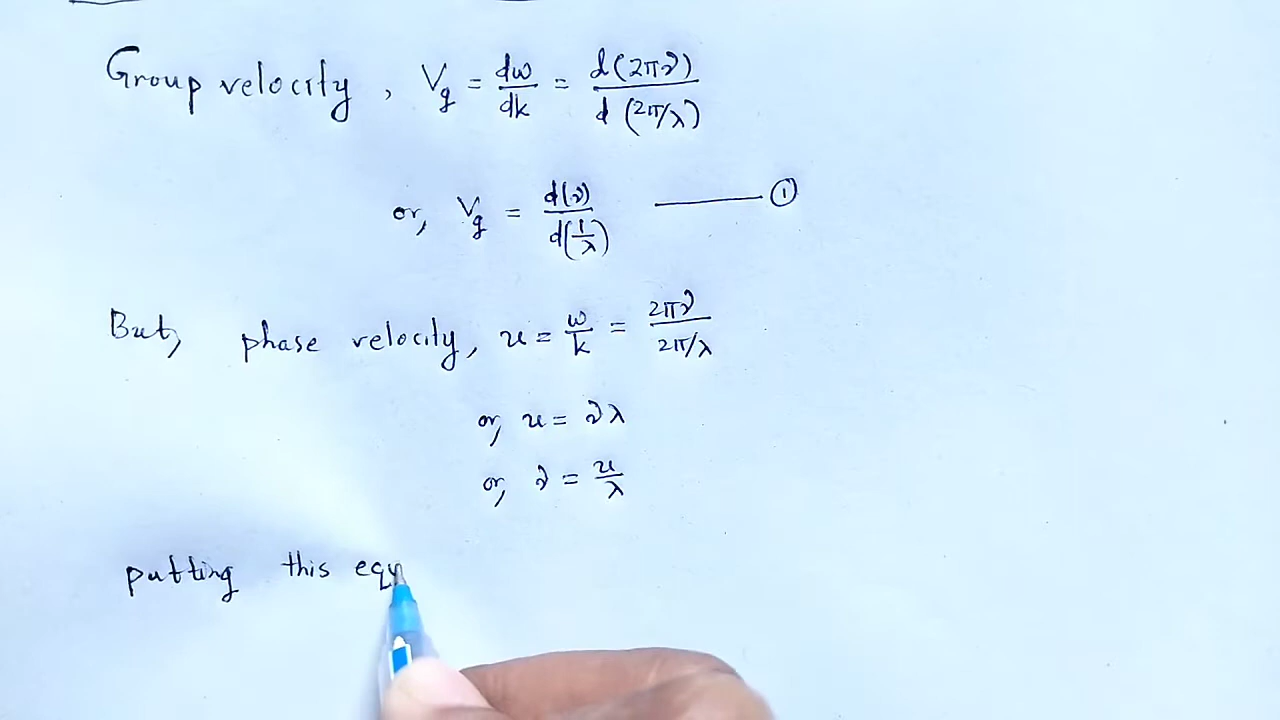 Group velocity, Vg = dω/dk = d(2πν)/d(2π/λ)
or, Vg = d(ν)/d(1/λ) ——— ①
But, phase velocity, u = ω/k = 2πν/2π/λ
or, u = νλ
or, ν = u/λ
putting this equ